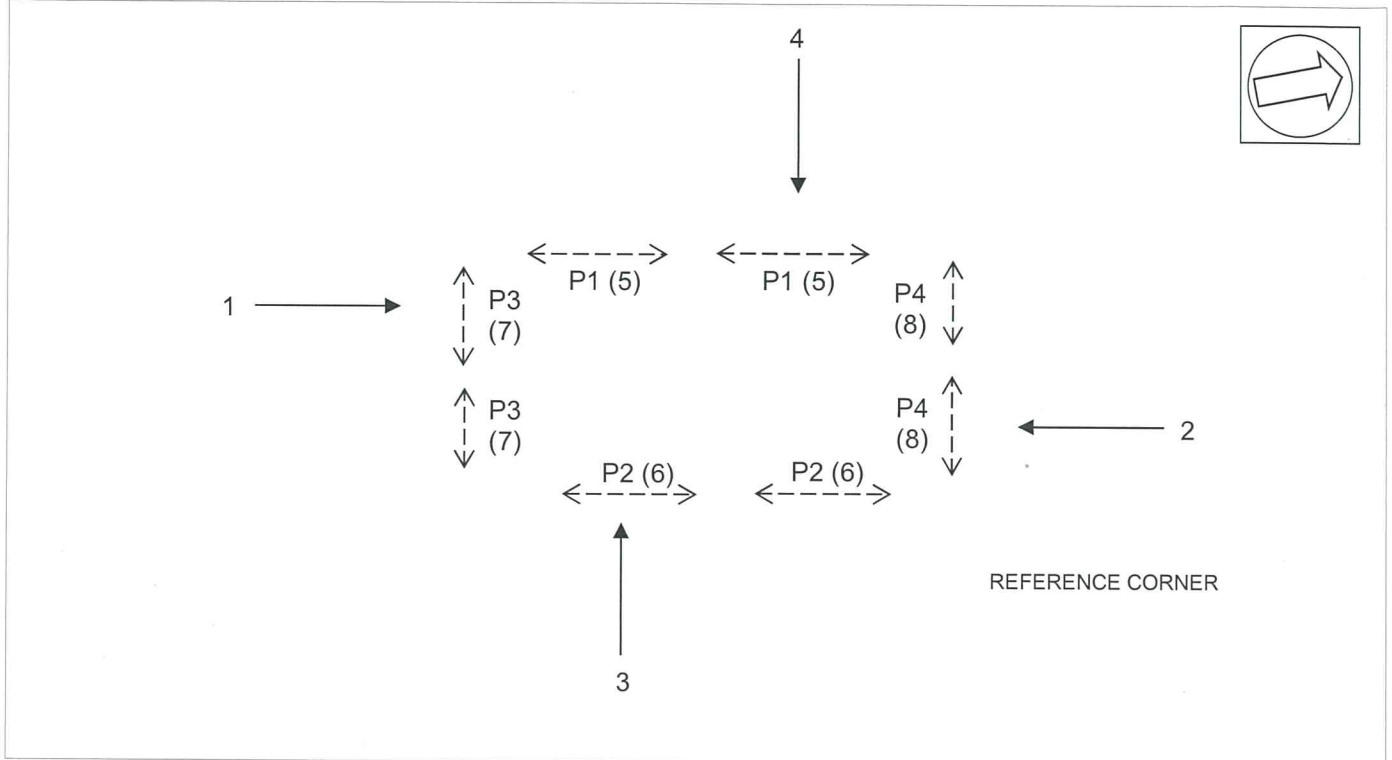 4
P1 (5)
P1 (5)
1
P3
(7)
P4
(8)
P3
(7)
P4
(8)
2
P2 (6)
P2 (6)
REFERENCE CORNER
3